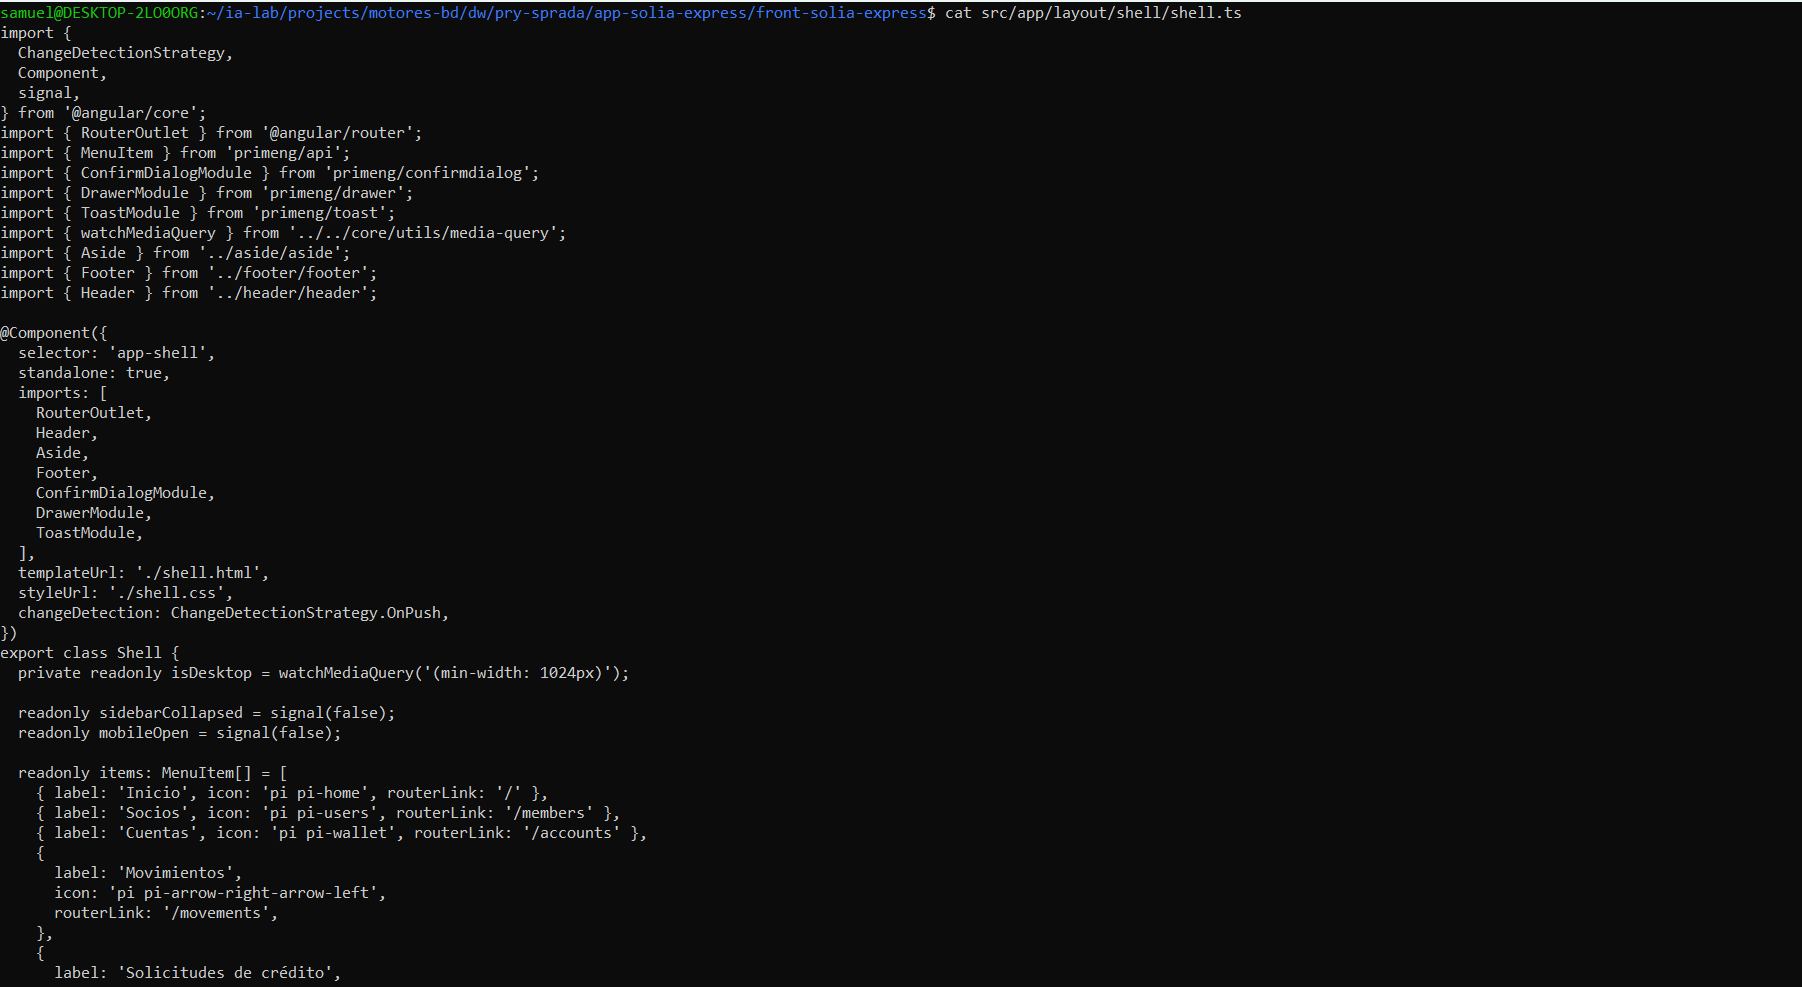 samuel@DESKTOP-2LO0ORG:~/ia-lab/projects/motores-bd/dw/pry-sprada/app-solia-express/front-solia-express$ cat src/app/layout/shell/shell.ts
import {
  ChangeDetectionStrategy,
  Component,
  signal,
} from '@angular/core';
import { RouterOutlet } from '@angular/router';
import { MenuItem } from 'primeng/api';
import { ConfirmDialogModule } from 'primeng/confirmdialog';
import { DrawerModule } from 'primeng/drawer';
import { ToastModule } from 'primeng/toast';
import { watchMediaQuery } from '../../core/utils/media-query';
import { Aside } from '../aside/aside';
import { Footer } from '../footer/footer';
import { Header } from '../header/header';

@Component({
  selector: 'app-shell',
  standalone: true,
  imports: [
    RouterOutlet,
    Header,
    Aside,
    Footer,
    ConfirmDialogModule,
    DrawerModule,
    ToastModule,
  ],
  templateUrl: './shell.html',
  styleUrl: './shell.css',
  changeDetection: ChangeDetectionStrategy.OnPush,
})
export class Shell {
  private readonly isDesktop = watchMediaQuery('(min-width: 1024px)');

  readonly sidebarCollapsed = signal(false);
  readonly mobileOpen = signal(false);

  readonly items: MenuItem[] = [
    { label: 'Inicio', icon: 'pi pi-home', routerLink: '/' },
    { label: 'Socios', icon: 'pi pi-users', routerLink: '/members' },
    { label: 'Cuentas', icon: 'pi pi-wallet', routerLink: '/accounts' },
    {
      label: 'Movimientos',
      icon: 'pi pi-arrow-right-arrow-left',
      routerLink: '/movements',
    },
    {
      label: 'Solicitudes de crédito',